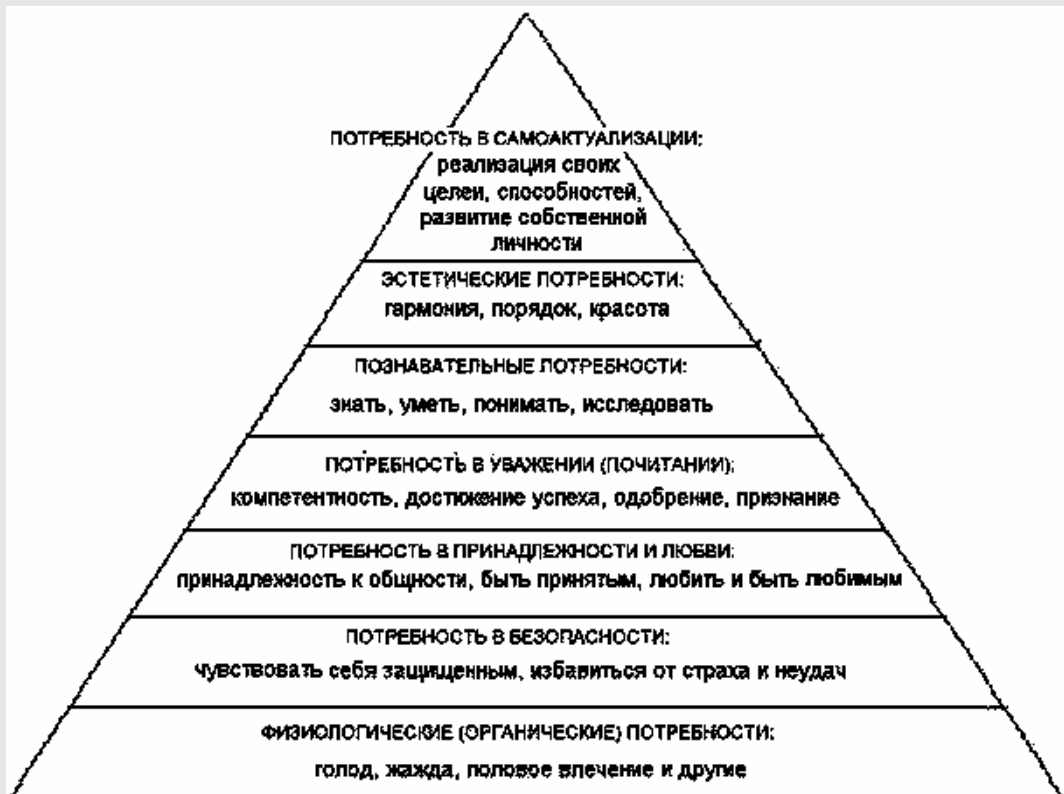 ПОТРЕБНОСТЬ В САМОАКТУАЛИЗАЦИИ:
реализация своих
целей, способностей,
развитие собственной
личности
ЭСТЕТИЧЕСКИЕ ПОТРЕБНОСТИ:
гармония, порядок, красота
ПОЗНАВАТЕЛЬНЫЕ ПОТРЕБНОСТИ:
знать, уметь, понимать, исследовать
ПОТРЕБНОСТЬ В УВАЖЕНИИ (ПОЧИТАНИИ):
компетентность, достижение успеха, одобрение, признание
ПОТРЕБНОСТЬ В ПРИНАДЛЕЖНОСТИ И ЛЮБВИ:
принадлежность к общности, быть принятым, любить и быть любимым
ПОТРЕБНОСТЬ В БЕЗОПАСНОСТИ:
чувствовать себя защищенным, избавиться от страха и неудач
ФИЗИОЛОГИЧЕСКИЕ (ОРГАНИЧЕСКИЕ) ПОТРЕБНОСТИ:
голод, жажда, половое влечение и другие